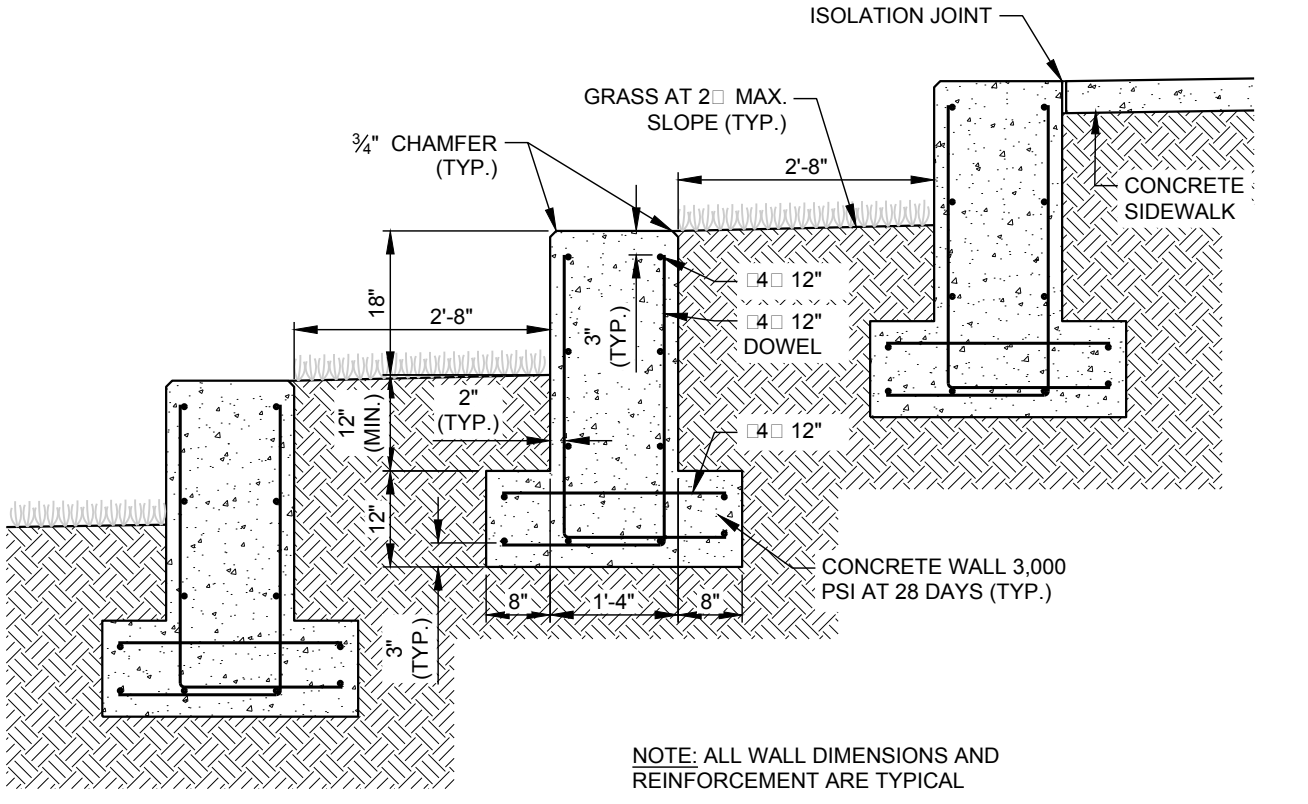 ISOLATION JOINT
GRASS AT 2□ MAX.
SLOPE (TYP.)
¾" CHAMFER
(TYP.)
2'-8"
CONCRETE
SIDEWALK
18"
2'-8"
3"
(TYP.)
□4□ 12"
□4□ 12"
DOWEL
12"
(MIN.)
2"
(TYP.)
□4□ 12"
12"
CONCRETE WALL 3,000
PSI AT 28 DAYS (TYP.)
8"
1'-4"
8"
3"
(TYP.)
NOTE: ALL WALL DIMENSIONS AND
REINFORCEMENT ARE TYPICAL